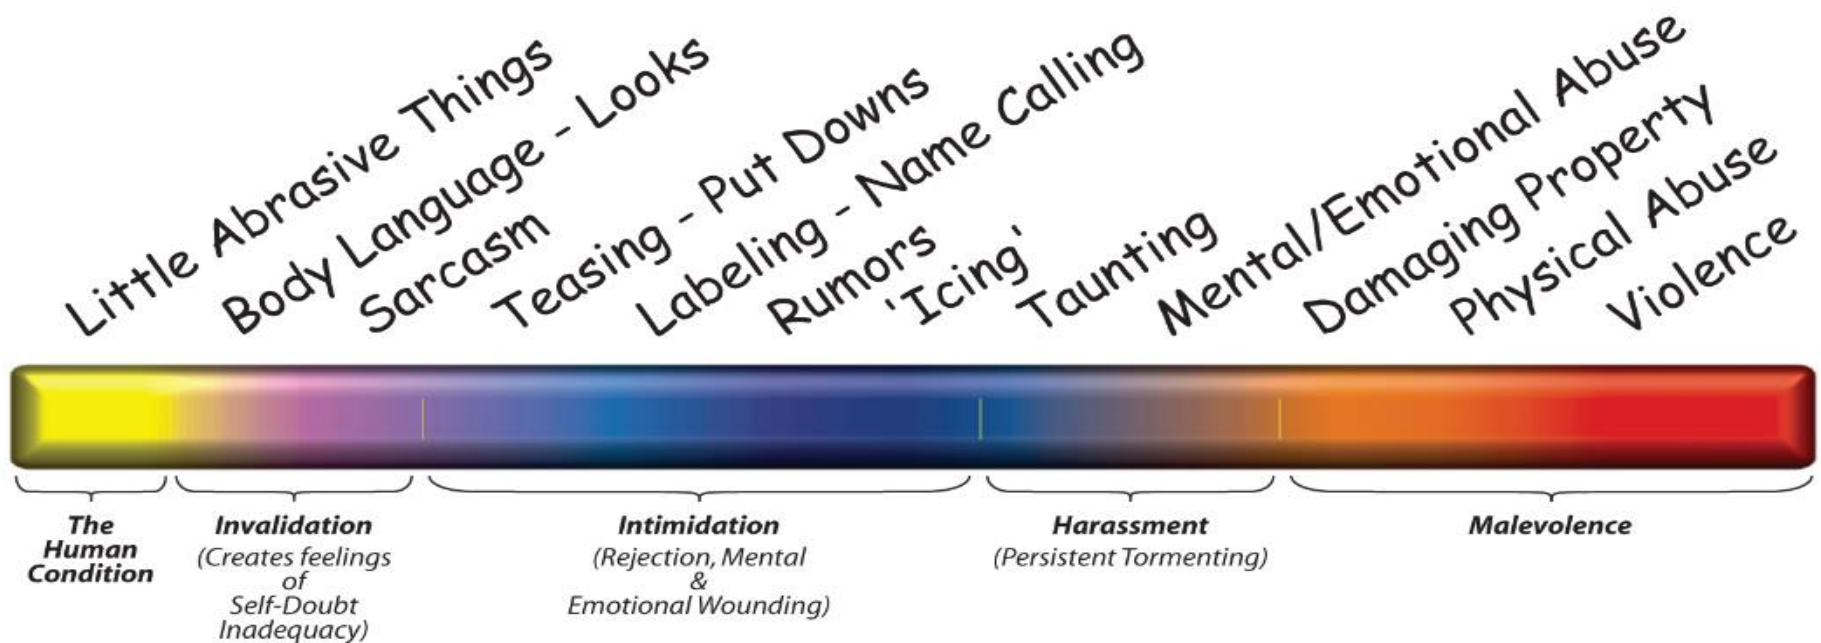 Little Abrasive Things
Body Language - Looks
Sarcasm
Teasing - Put Downs
Labeling - Name Calling
Rumors
'Icing'
Taunting
Mental/Emotional Abuse
Damaging Property
Physical Abuse
Violence
The
Human
Condition
Invalidation
(Creates feelings
of
Self-Doubt
Inadequacy)
Intimidation
(Rejection, Mental
&
Emotional Wounding)
Harassment
(Persistent Tormenting)
Malevolence